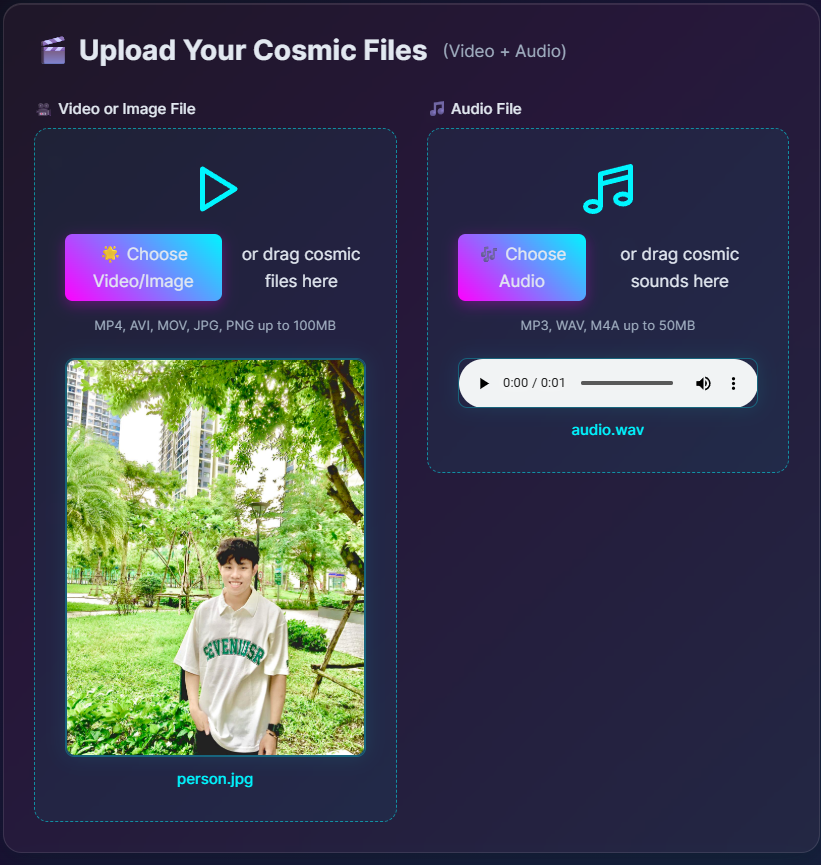 Upload Your Cosmic Files (Video + Audio)
Video or Image File
Choose
Video/Image
or drag cosmic
files here
MP4, AVI, MOV, JPG, PNG up to 100MB
person.jpg
Audio File
Choose
Audio
or drag cosmic
sounds here
MP3, WAV, M4A up to 50MB
0:00 / 0:01
audio.wav